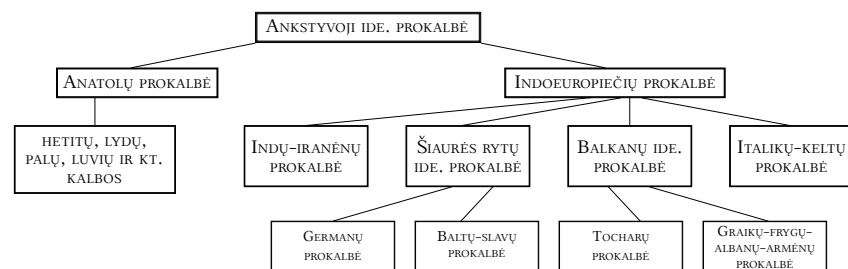 Ankstyvoji ide. prokalbė
Anatolų prokalbė
Indoeuropiečių prokalbė
hetitų, lydų,
palų, luvių ir kt.
kalbos
Indų-iranėnų
prokalbė
Šiaurės rytų
ide. prokalbė
Balkanų ide.
prokalbė
Italikų-keltų
prokalbė
Germanų
prokalbė
Baltų-slavų
prokalbė
Tocharų
prokalbė
Graikų-frygų-
albanų-armėnų
prokalbė